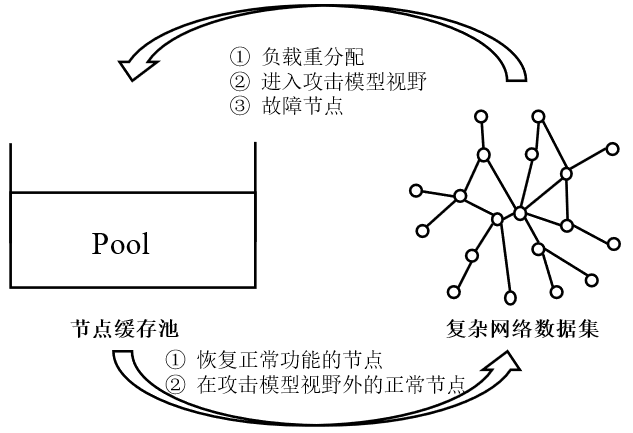 ① 负载重分配
② 进入攻击模型视野
③ 故障节点
Pool
节点缓存池
复杂网络数据集
① 恢复正常功能的节点
② 在攻击模型视野外的正常节点